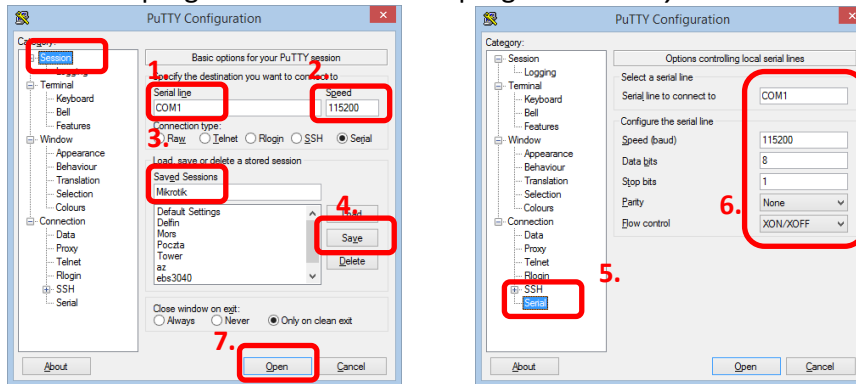 PuTTY Configuration
Category:
Session
Logging
Terminal
Keyboard
Bell
Features
Window
Appearance
Behaviour
Translation
Selection
Colours
Connection
Data
Proxy
Telnet
Rlogin
SSH
Serial
Basic options for your PuTTY session
1.
2.
Specify the destination you want to connect to
Serial line
Speed
COM1
115200
3.
Connection type:
Raw Telnet Rlogin SSH Serial
Load, save or delete a stored session
Saved Sessions
Mikrotik
4.
Default Settings
Delfin
Mors
Poczta
Tower
az
ebs3040
Load
Save
Delete
Close window on exit:
Always Never Only on clean exit
7.
About Open Cancel
PuTTY Configuration
Category:
Session
Logging
Terminal
Keyboard
Bell
Features
Window
Appearance
Behaviour
Translation
Selection
Colours
Connection
Data
Proxy
Telnet
Rlogin
SSH
Serial
5.
Options controlling local serial lines
Select a serial line
Serial line to connect to COM1
Configure the serial line
Speed (baud) 115200
Data bits 8
Stop bits 1
Parity None
6.
Flow control XON/XOFF
About Open Cancel